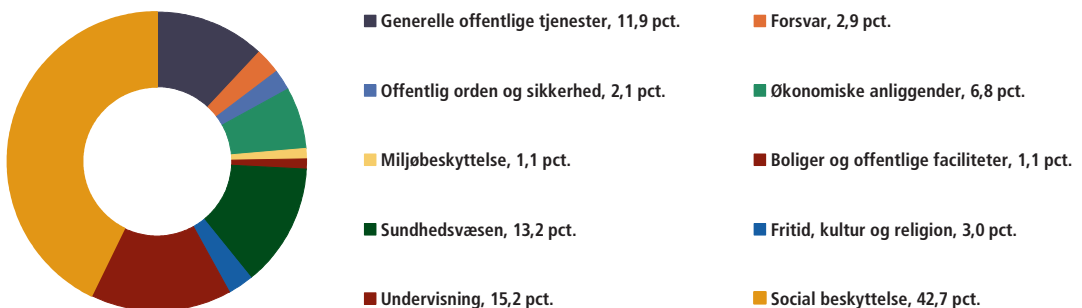 Generelle offentlige tjenester, 11,9 pct.
Forsvar, 2,9 pct.
Offentlig orden og sikkerhed, 2,1 pct.
Økonomiske anliggender, 6,8 pct.
Miljøbeskyttelse, 1,1 pct.
Boliger og offentlige faciliteter, 1,1 pct.
Sundhedsvæsen, 13,2 pct.
Fritid, kultur og religion, 3,0 pct.
Undervisning, 15,2 pct.
Social beskyttelse, 42,7 pct.